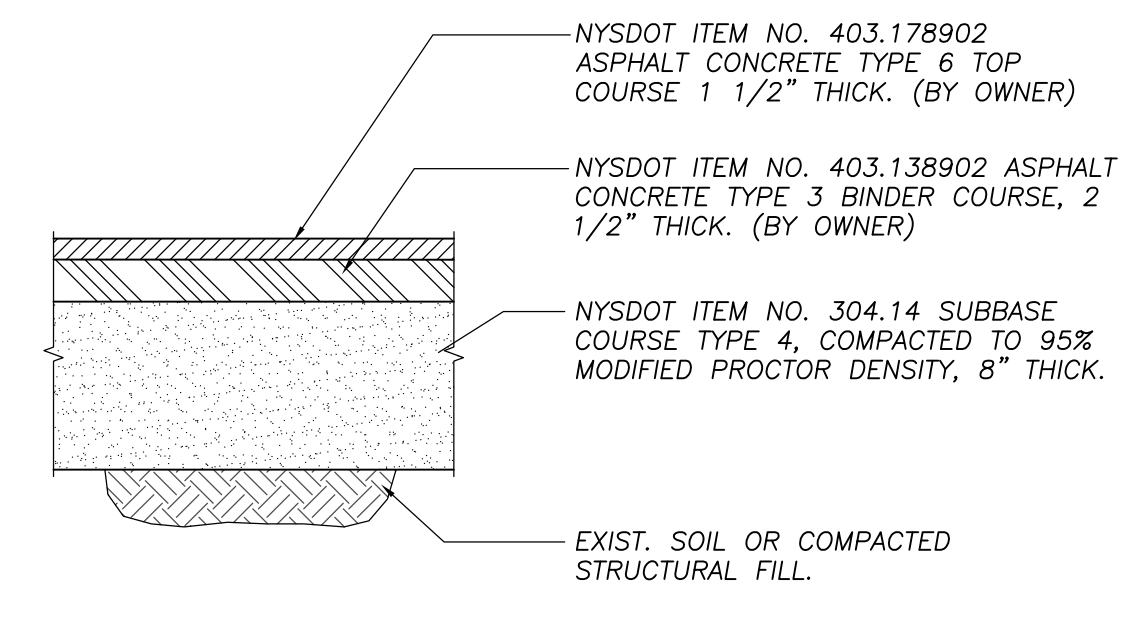 NYSDOT ITEM NO. 403.178902
ASPHALT CONCRETE TYPE 6 TOP
COURSE 1 1/2” THICK. (BY OWNER)
NYSDOT ITEM NO. 403.138902 ASPHALT
CONCRETE TYPE 3 BINDER COURSE, 2
1/2” THICK. (BY OWNER)
NYSDOT ITEM NO. 304.14 SUBBASE
COURSE TYPE 4, COMPACTED TO 95%
MODIFIED PROCTOR DENSITY, 8” THICK.
EXIST. SOIL OR COMPACTED
STRUCTURAL FILL.